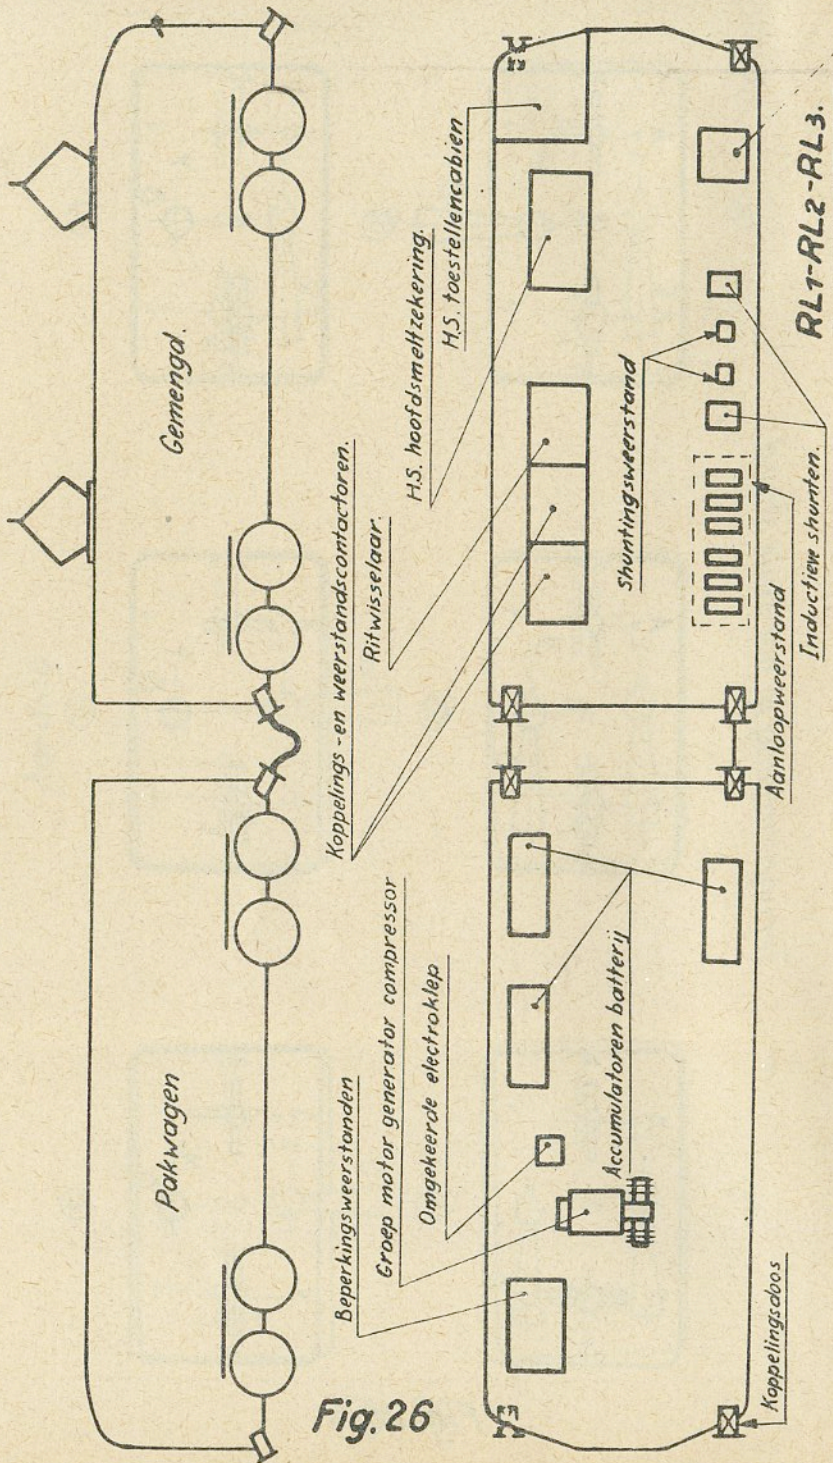 Pakwagen
Gemengd.
Beperkingsweerstanden
Groep motor generator compressor
Omgekeerde electroklep
Koppelings-en weerstandscontactoren.
Ritwisselaar.
H.S. hoofdsmeltzekering.
H.S. toestellencabien
Accumulatoren batterij
Shuntingsweerstand
Koppelingsdoos
Aanloopweerstand
Inductieve shunten.
RL1-RL2-RL3.
Fig.26